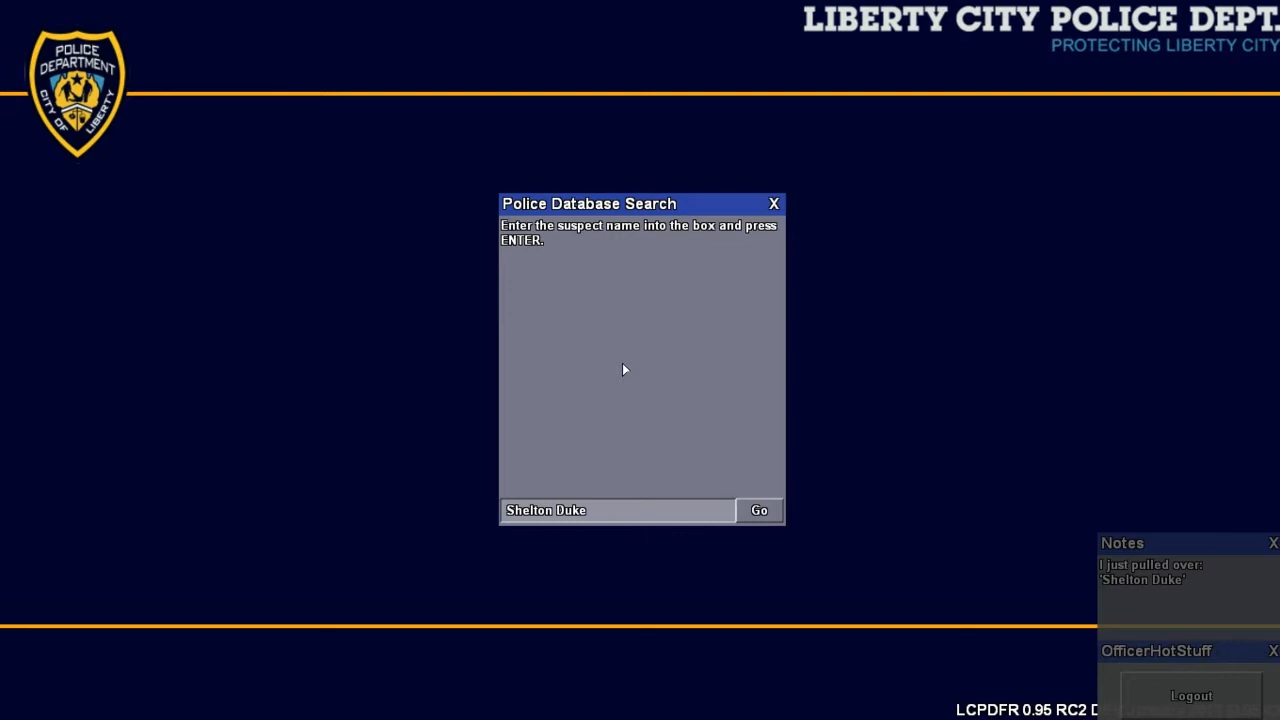 LIBERTY CITY POLICE DEPT.
PROTECTING LIBERTY CITY
POLICE
DEPARTMENT
CITY OF LIBERTY
Police Database Search X
Enter the suspect name into the box and press
ENTER.
Shelton Duke Go
Notes X
I just pulled over:
'Shelton Duke'
OfficerHotStuff X
Logout
LCPDFR 0.95 RC2